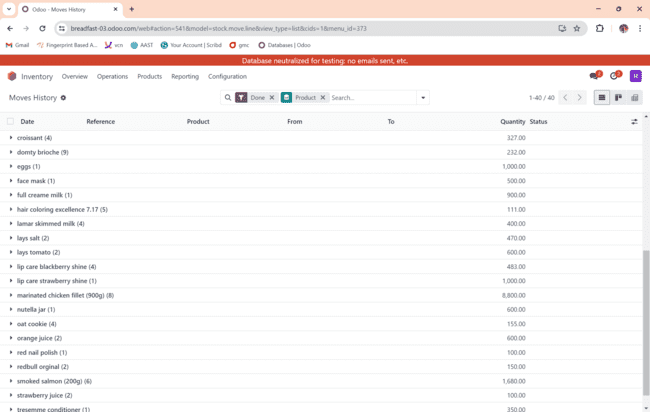 Odoo - Moves History
breadfast-03.odoo.com/web#action=541&model=stock.move.line&view_type=list&cids=1&menu_id=373
Gmail Fingerprint Based A... vcn AAST Your Account | Scribd gmc Databases | Odoo
Database neutralized for testing: no emails sent, etc.
Inventory Overview Operations Products Reporting Configuration R
Moves History Done Product Search... 1-40 / 40
Date Reference Product From To Quantity Status
croissant (4) 327.00
domty brioche (9) 232.00
eggs (1) 1,000.00
face mask (1) 500.00
full creame milk (1) 900.00
hair coloring excellence 7.17 (5) 111.00
lamar skimmed milk (4) 400.00
lays salt (2) 470.00
lays tomato (2) 600.00
lip care blackberry shine (4) 483.00
lip care strawberry shine (1) 1,000.00
marinated chicken fillet (900g) (8) 8,800.00
nutella jar (1) 600.00
oat cookie (4) 155.00
orange juice (2) 600.00
red nail polish (1) 100.00
redbull orginal (2) 150.00
smoked salmon (200g) (6) 1,680.00
strawberry juice (2) 100.00
tresemme conditioner (1) 350.00